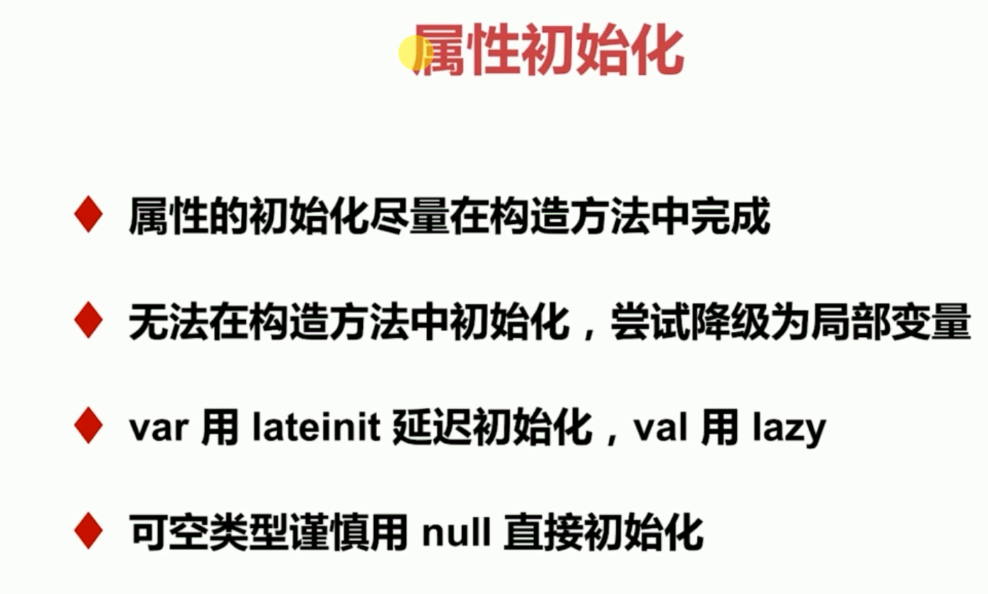 属性初始化
属性的初始化尽量在构造方法中完成
无法在构造方法中初始化，尝试降级为局部变量
var 用 lateinit 延迟初始化，val 用 lazy
可空类型谨慎用 null 直接初始化